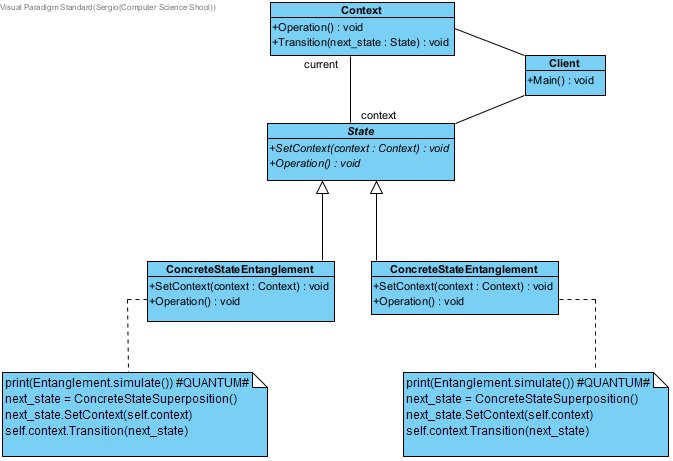 Visual Paradigm Standard(Sergio(Computer Science Shool))
Context
+Operation() : void
+Transition(next_state : State) : void
current
Client
+Main() : void
context
State
+SetContext(context : Context) : void
+Operation() : void
ConcreteStateEntanglement
+SetContext(context : Context) : void
+Operation() : void
ConcreteStateEntanglement
+SetContext(context : Context) : void
+Operation() : void
print(Entanglement.simulate()) #QUANTUM#
next_state = ConcreteStateSuperposition()
next_state.SetContext(self.context)
self.context.Transition(next_state)
print(Entanglement.simulate()) #QUANTUM#
next_state = ConcreteStateSuperposition()
next_state.SetContext(self.context)
self.context.Transition(next_state)